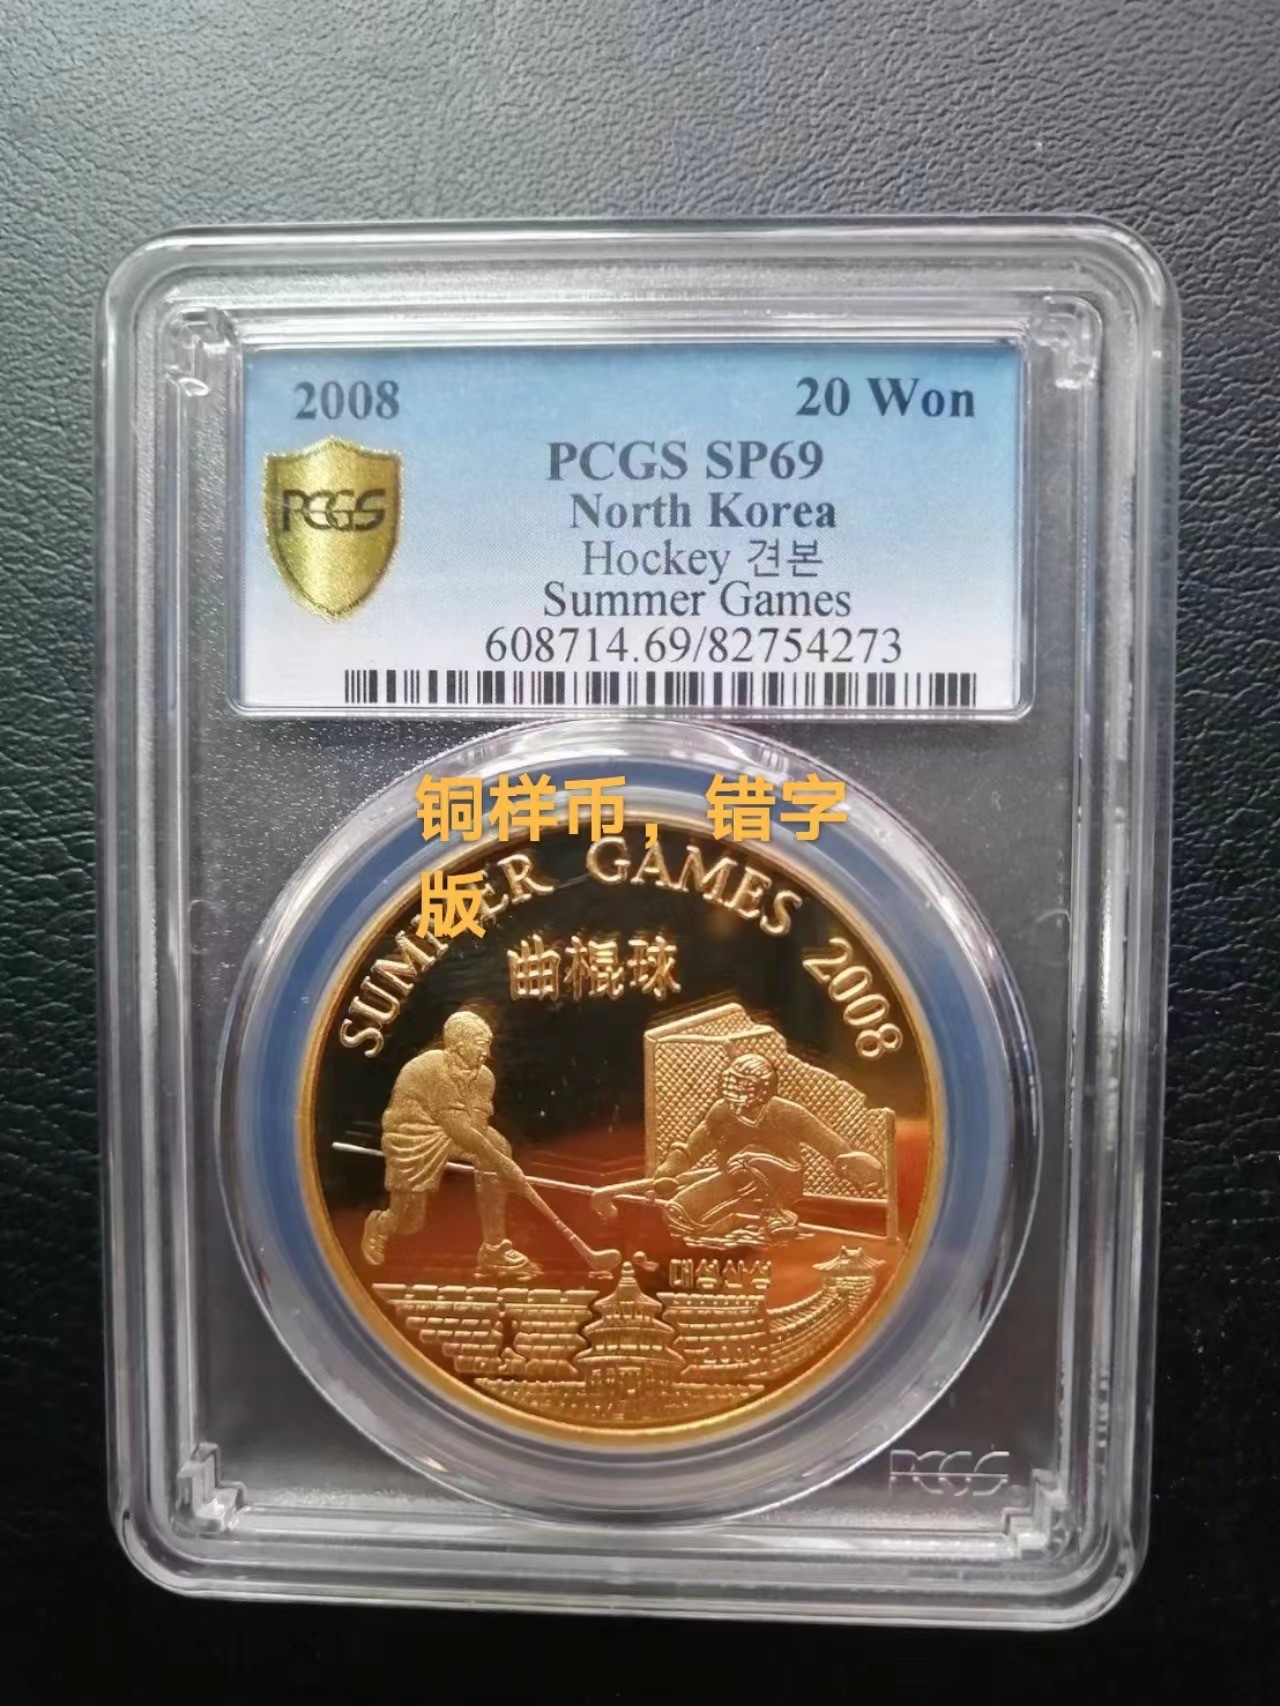 2008 20 Won
PCGS
PCGS SP69
North Korea
Hockey 견본
Summer Games
608714.69/82754273
铜样币，错字
版
SUMMER GAMES 2008
曲棍球
대성산성
2008
PCGS